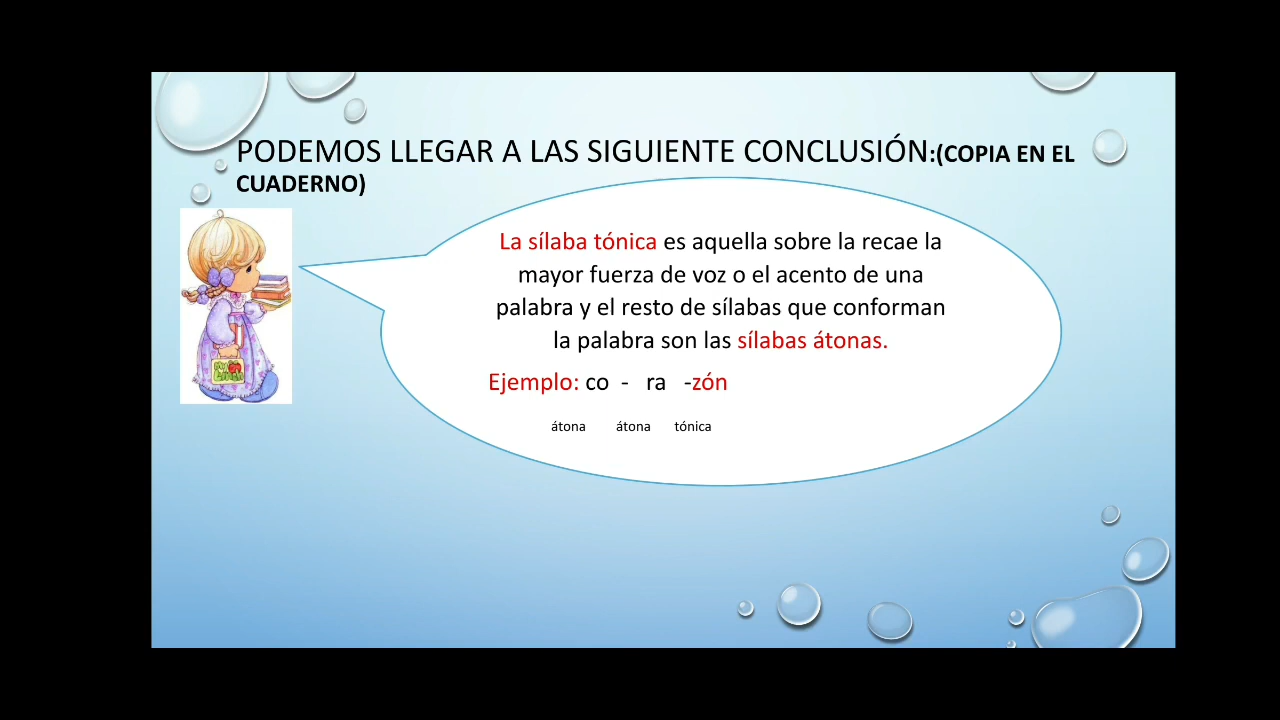 PODEMOS LLEGAR A LAS SIGUIENTE CONCLUSIÓN:(COPIA EN EL
CUADERNO)
La sílaba tónica es aquella sobre la recae la
mayor fuerza de voz o el acento de una
palabra y el resto de sílabas que conforman
la palabra son las sílabas átonas.
Ejemplo: co - ra -zón
átona átona tónica